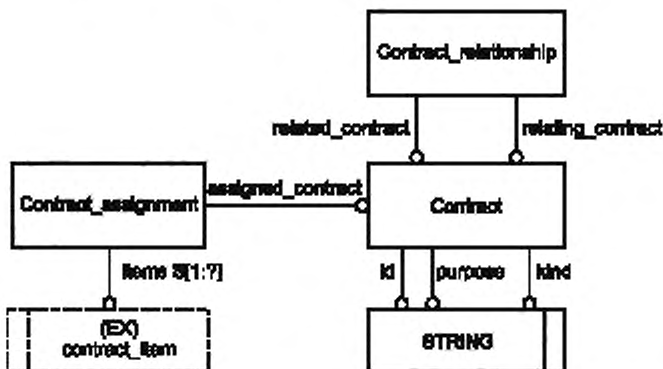 Contract_relationship
related_contract
relating_contract
Contract_assignment
assigned_contract
Contract
items S[1:?]
id
purpose
kind
(EX)
contract_item
STRING